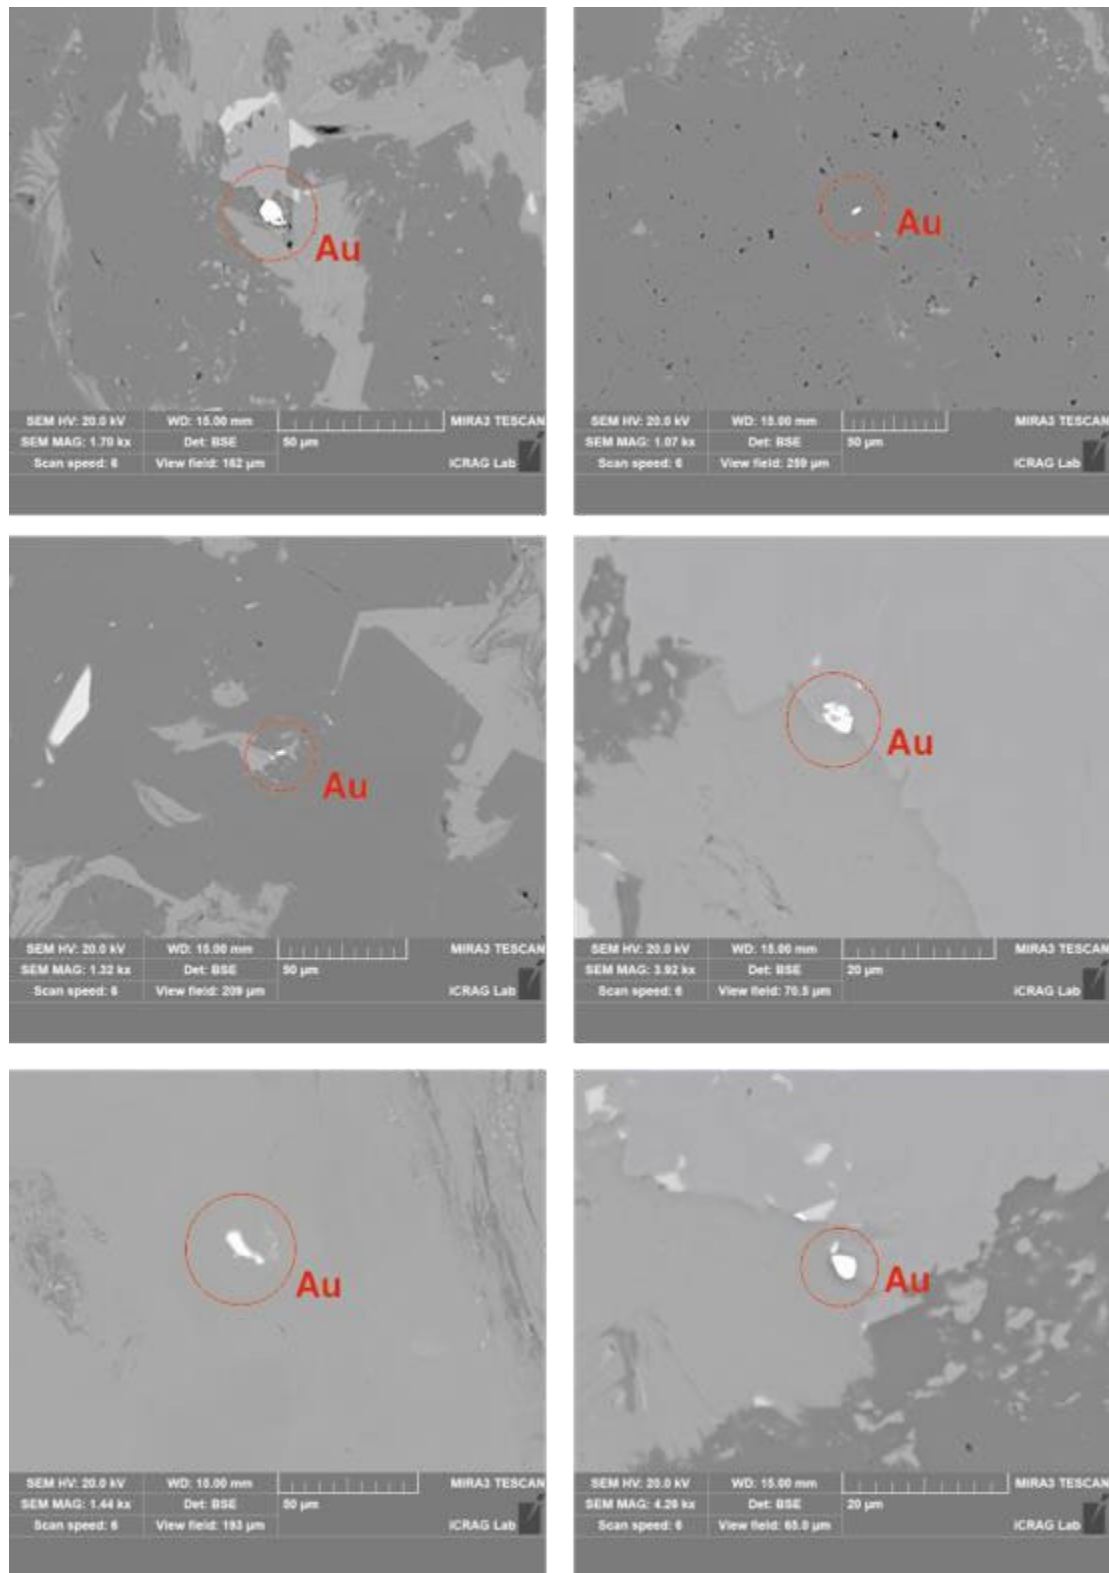 Au
SEM HV: 20.0 kV WD: 15.00 mm MIRA3 TESCAN
SEM MAG: 1.70 kx Det: BSE 50 µm
Scan speed: 6 View field: 162 µm iCRAG Lab
Au
SEM HV: 20.0 kV WD: 15.00 mm MIRA3 TESCAN
SEM MAG: 1.07 kx Det: BSE 50 µm
Scan speed: 6 View field: 259 µm iCRAG Lab
Au
SEM HV: 20.0 kV WD: 15.00 mm MIRA3 TESCAN
SEM MAG: 1.32 kx Det: BSE 50 µm
Scan speed: 6 View field: 209 µm iCRAG Lab
Au
SEM HV: 20.0 kV WD: 15.00 mm MIRA3 TESCAN
SEM MAG: 3.92 kx Det: BSE 20 µm
Scan speed: 6 View field: 70.5 µm iCRAG Lab
Au
SEM HV: 20.0 kV WD: 15.00 mm MIRA3 TESCAN
SEM MAG: 1.44 kx Det: BSE 50 µm
Scan speed: 6 View field: 193 µm iCRAG Lab
Au
SEM HV: 20.0 kV WD: 15.00 mm MIRA3 TESCAN
SEM MAG: 4.26 kx Det: BSE 20 µm
Scan speed: 6 View field: 65.0 µm iCRAG Lab